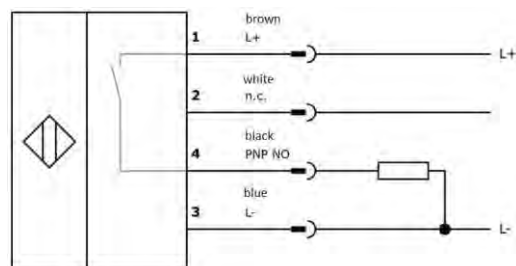 brown
1 L+
L+
white
2 n.c.
black
4 PNP NO
blue
3 L-
L-